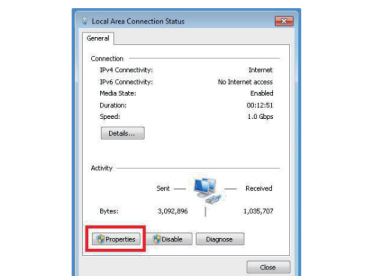 Local Area Connection Status
General
Connection
IPv4 Connectivity: Internet
IPv6 Connectivity: No Internet access
Media State: Enabled
Duration: 00:12:51
Speed: 1.0 Gbps
Details...
Activity
Sent — Received
Bytes: 3,092,896 | 1,035,707
Properties Disable Diagnose
Close